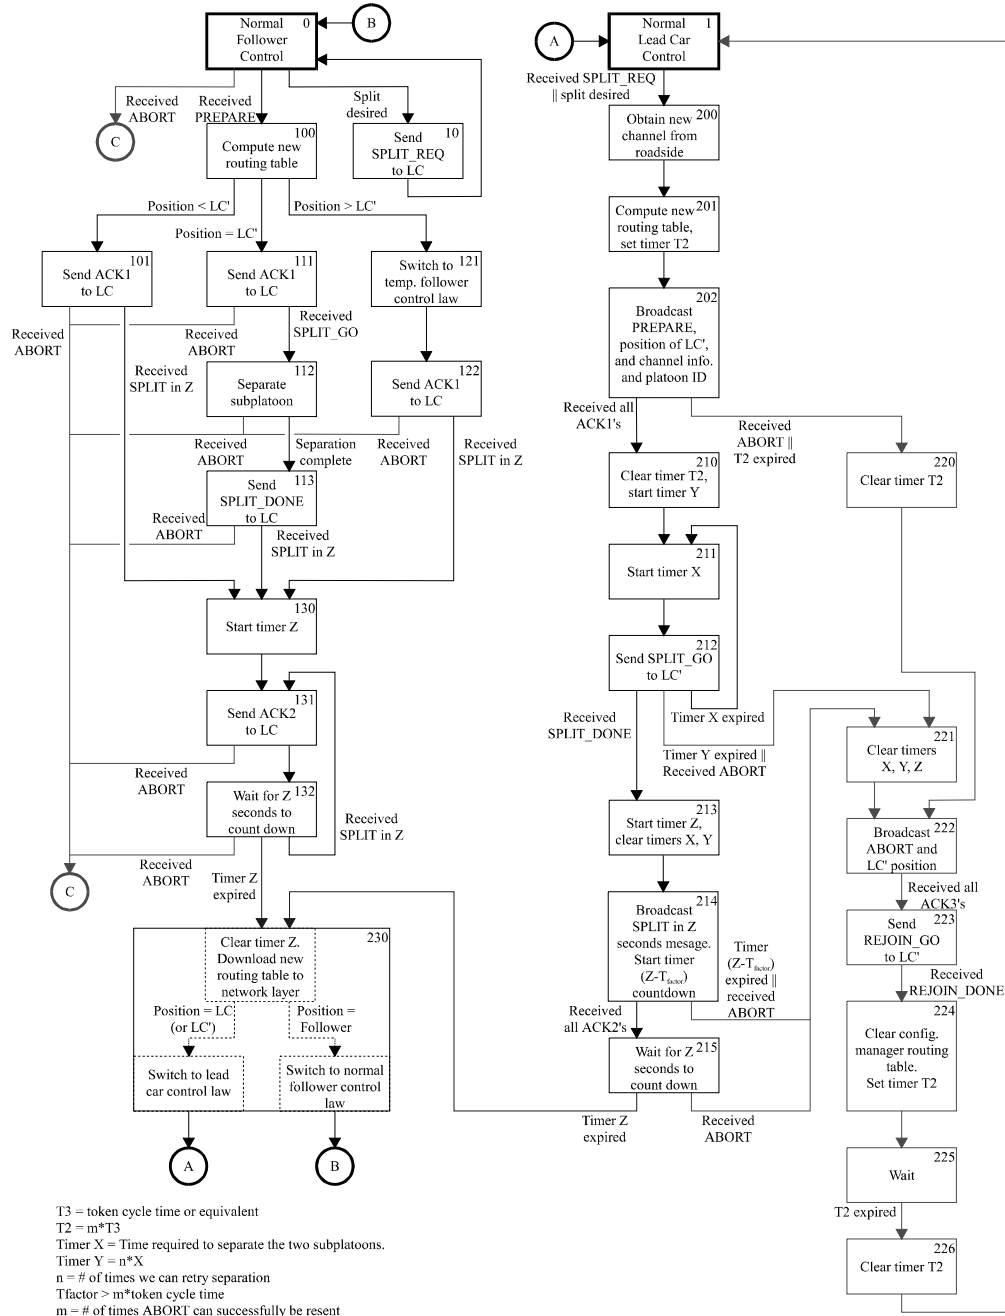 Normal
Follower
Control
0
B
Received
ABORT
Received
PREPARE
Split
desired
C
100
Compute new
routing table
10
Send
SPLIT_REQ
to LC
Position < LC'
Position = LC'
Position > LC'
101
Send ACK1
to LC
111
Send ACK1
to LC
121
Switch to
temp. follower
control law
Received
ABORT
Received
ABORT
Received
SPLIT_GO
Received
SPLIT in Z
112
Separate
subplatoon
122
Send ACK1
to LC
Received
ABORT
Separation
complete
Received
ABORT
Received
SPLIT in Z
113
Send
SPLIT_DONE
to LC
Received
ABORT
Received
SPLIT in Z
130
Start timer Z
131
Send ACK2
to LC
Received
ABORT
132
Wait for Z
seconds to
count down
Received
SPLIT in Z
Received
ABORT
C
Timer Z
expired
230
Clear timer Z.
Download new
routing table to
network layer
Position = LC
(or LC')
Position =
Follower
Switch to lead
car control law
Switch to normal
follower control
law
A
B
T3 = token cycle time or equivalent
T2 = m*T3
Timer X = Time required to separate the two subplatoons.
Timer Y = n*X
n = # of times we can retry separation
Tfactor > m*token cycle time
m = # of times ABORT can successfully be resent
A
Normal
Lead Car
Control
1
Received SPLIT_REQ
|| split desired
200
Obtain new
channel from
roadside
201
Compute new
routing table,
set timer T2
202
Broadcast
PREPARE,
position of LC',
and channel info.
and platoon ID
Received all
ACK1's
Received
ABORT ||
T2 expired
210
Clear timer T2,
start timer Y
220
Clear timer T2
211
Start timer X
212
Send SPLIT_GO
to LC'
Received
SPLIT_DONE
Timer X expired
Timer Y expired ||
Received ABORT
221
Clear timers
X, Y, Z
213
Start timer Z,
clear timers X, Y
222
Broadcast
ABORT and
LC' position
Received all
ACK3's
214
Broadcast
SPLIT in Z
seconds mesage.
Start timer
(Z-Tfactor)
countdown
Timer
(Z-Tfactor)
expired ||
received
ABORT
223
Send
REJOIN_GO
to LC'
Received
REJOIN_DONE
Received
all ACK2's
215
Wait for Z
seconds to
count down
224
Clear config.
manager routing
table.
Set timer T2
Timer Z
expired
Received
ABORT
225
Wait
T2 expired
226
Clear timer T2